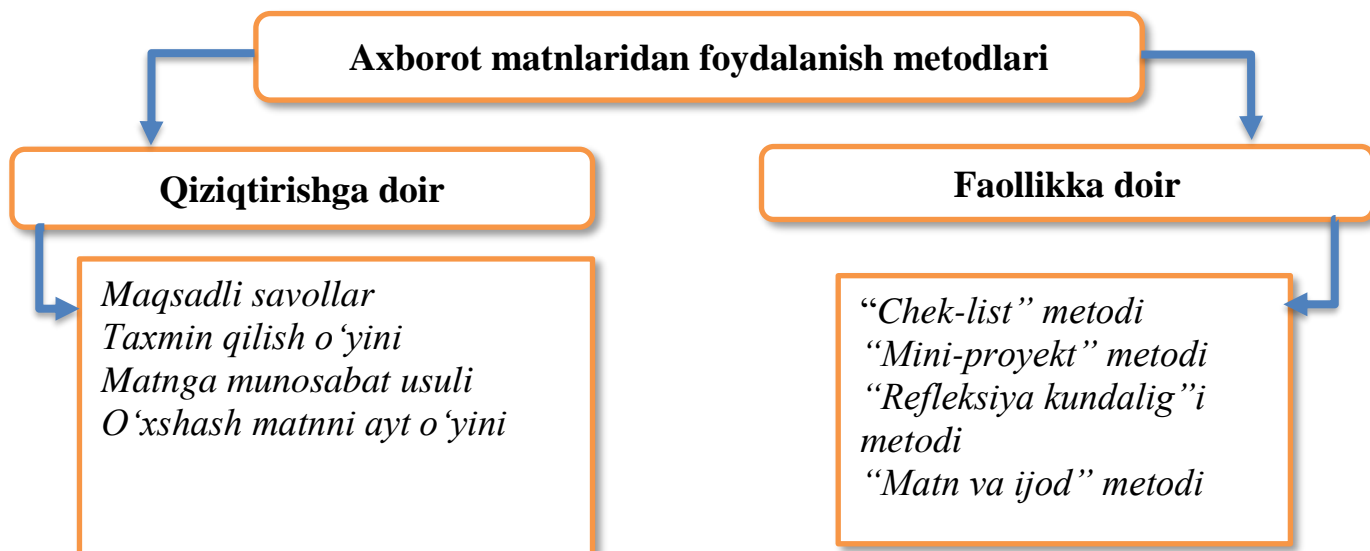 Axborot matnlaridan foydalanish metodlari
Qiziqtirishga doir
Faollikka doir
Maqsadli savollar
Taxmin qilish o‘yini
Matnga munosabat usuli
O‘xshash matnni ayt o‘yini
“Chek-list” metodi
“Mini-proyekt” metodi
“Refleksiya kundalig”i
metodi
“Matn va ijod” metodi